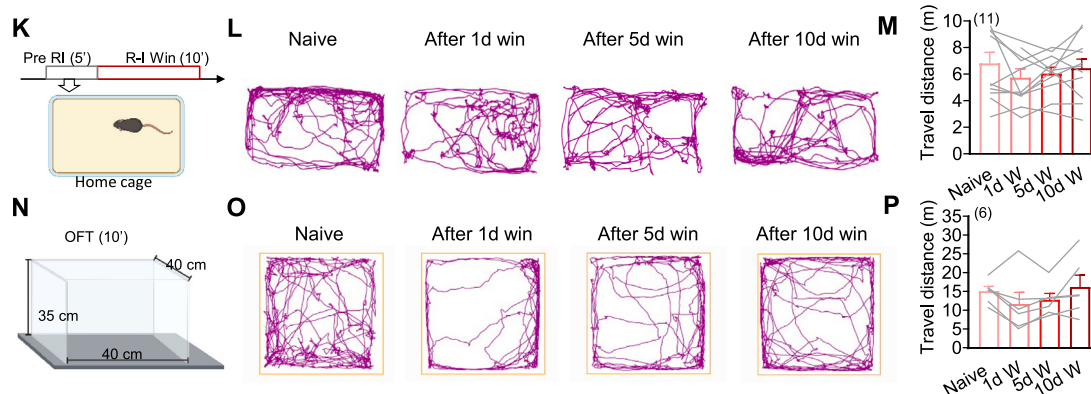 K
Pre RI (5’)
R-I Win (10’)
Home cage
L
Naive
After 1d win
After 5d win
After 10d win
M
Travel distance (m)
10
8
6
4
2
0
(11)
Naive
1d W
5d W
10d W
N
OFT (10’)
40 cm
35 cm
40 cm
O
Naive
After 1d win
After 5d win
After 10d win
P
Travel distance (m)
35
30
25
20
15
10
5
0
(6)
Naive
1d W
5d W
10d W